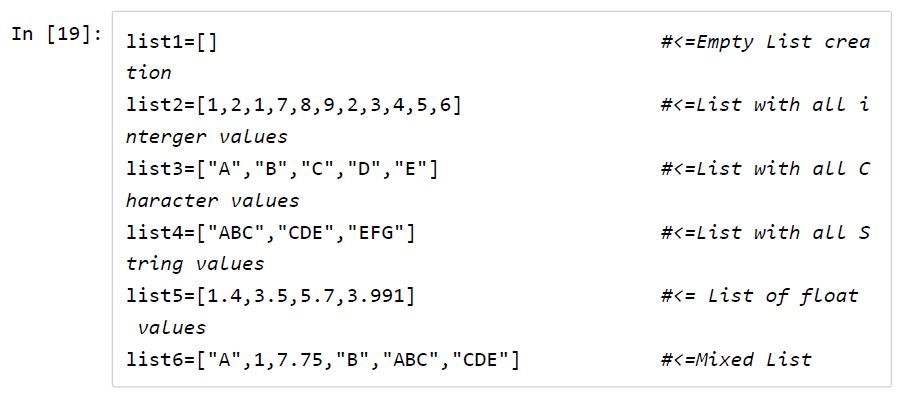 In [19]:
list1=[] #<=Empty List crea
tion
list2=[1,2,1,7,8,9,2,3,4,5,6] #<=List with all i
nterger values
list3=["A","B","C","D","E"] #<=List with all C
haracter values
list4=["ABC","CDE","EFG"] #<=List with all S
tring values
list5=[1.4,3.5,5.7,3.991] #<= List of float
values
list6=["A",1,7.75,"B","ABC","CDE"] #<=Mixed List